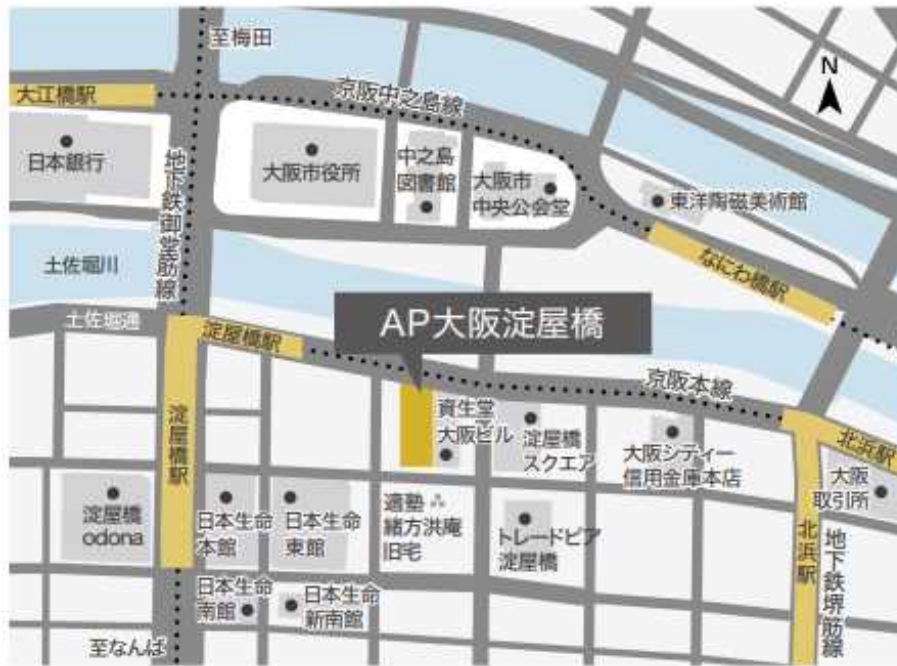 至梅田
N
大江橋駅
京阪中之島線
日本銀行
地下鉄御堂筋線
大阪市役所
中之島
図書館
大阪市
中央公会堂
東洋陶磁美術館
なにわ橋駅
土佐堀川
土佐堀通
淀屋橋駅
AP大阪淀屋橋
京阪本線
淀屋橋駅
資生堂
大阪ビル
淀屋橋
スクエア
大阪シティー
信用金庫本店
北浜駅
大阪
取引所
淀屋橋
odona
日本生命
本館
日本生命
東館
適塾
緒方洪庵
旧宅
トレードピア
淀屋橋
北浜駅
地下鉄堺筋線
日本生命
南館
日本生命
新南館
至なんば